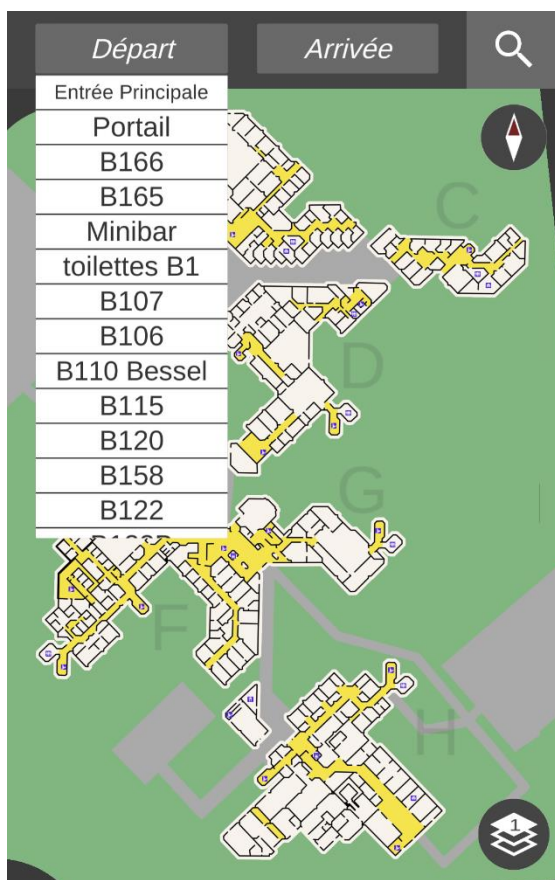 Départ Arrivée
Entrée Principale
Portail
B166
B165
Minibar
toilettes B1
B107
B106
B110 Bessel
B115
B120
B158
B122
C
D
G
F
H
1